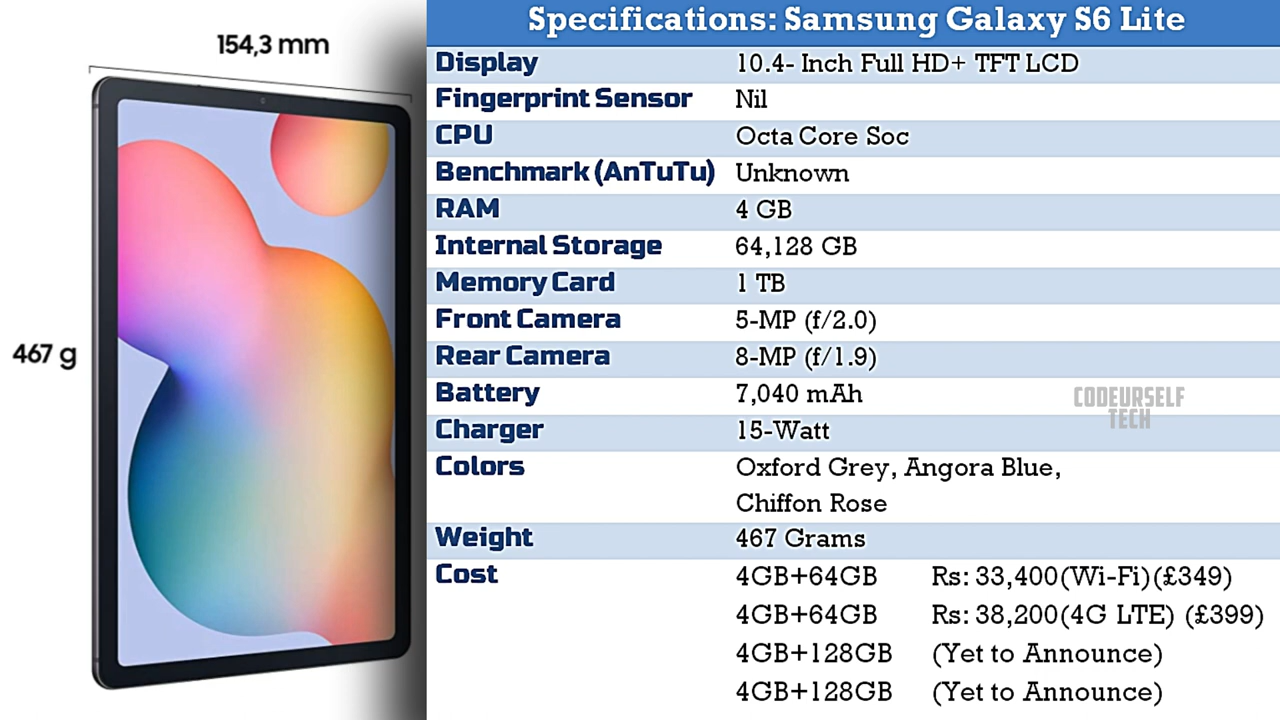 154,3 mm
467 g
Specifications: Samsung Galaxy S6 Lite
Display 10.4- Inch Full HD+ TFT LCD
Fingerprint Sensor Nil
CPU Octa Core Soc
Benchmark (AnTuTu) Unknown
RAM 4 GB
Internal Storage 64,128 GB
Memory Card 1 TB
Front Camera 5-MP (f/2.0)
Rear Camera 8-MP (f/1.9)
Battery 7,040 mAh
CODEURSELF
TECH
Charger 15-Watt
Colors Oxford Grey, Angora Blue,
Chiffon Rose
Weight 467 Grams
Cost 4GB+64GB Rs: 33,400(Wi-Fi)(£349)
4GB+64GB Rs: 38,200(4G LTE) (£399)
4GB+128GB (Yet to Announce)
4GB+128GB (Yet to Announce)